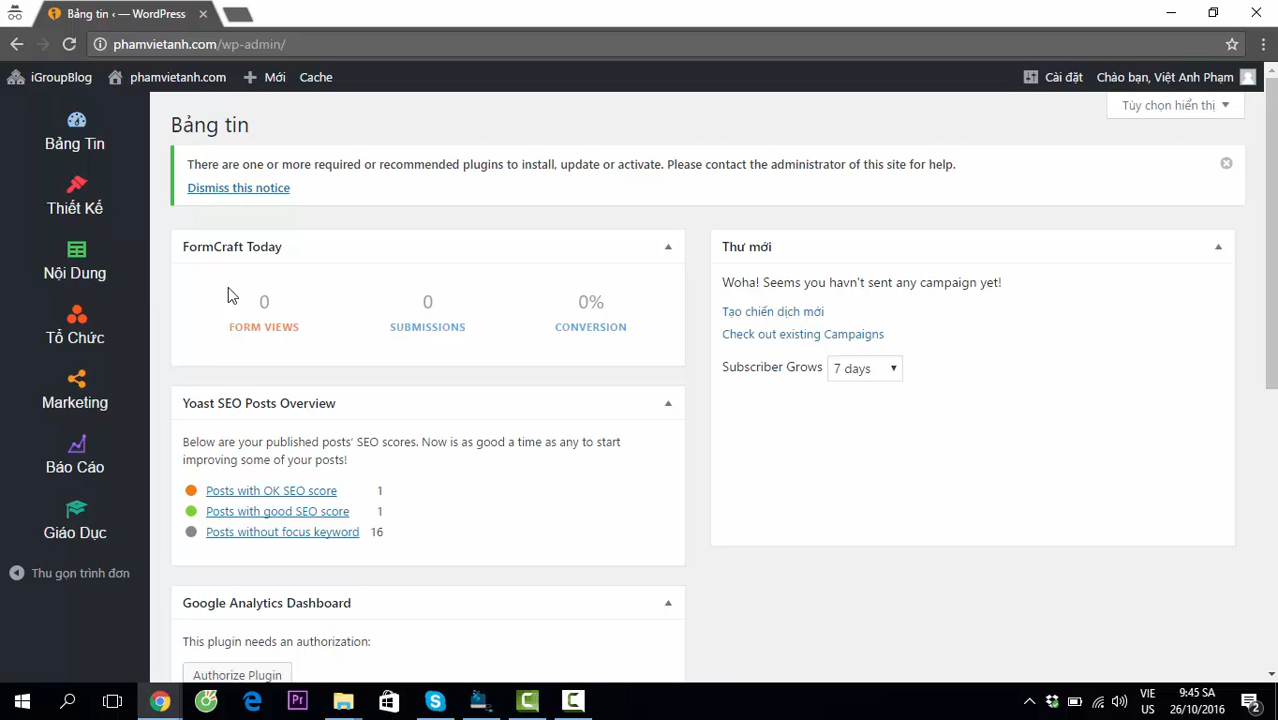 Bảng tin ‹ — WordPress
phamvietanh.com/wp-admin/
iGroupBlog phamvietanh.com Mới Cache Cài đặt Chào bạn, Việt Anh Phạm
Tùy chọn hiển thị
Bảng Tin
Thiết Kế
Nội Dung
Tổ Chức
Marketing
Báo Cáo
Giáo Dục
Thu gọn trình đơn
Bảng tin
There are one or more required or recommended plugins to install, update or activate. Please contact the administrator of this site for help.
Dismiss this notice
FormCraft Today
0 0 0%
FORM VIEWS SUBMISSIONS CONVERSION
Yoast SEO Posts Overview
Below are your published posts' SEO scores. Now is as good a time as any to start
improving some of your posts!
Posts with OK SEO score 1
Posts with good SEO score 1
Posts without focus keyword 16
Google Analytics Dashboard
This plugin needs an authorization:
Authorize Plugin
Thư mới
Woha! Seems you havn't sent any campaign yet!
Tạo chiến dịch mới
Check out existing Campaigns
Subscriber Grows 7 days
Pr
VIE
US
9:45 SA
26/10/2016
2